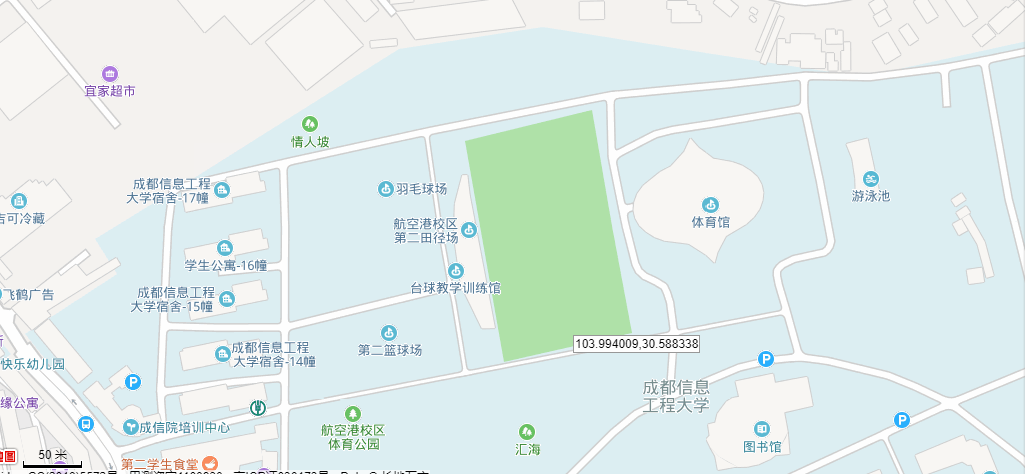 宜家超市
情人坡
成都信息工程
大学宿舍-17幢
羽毛球场
体育馆
游泳池
吉可冷藏
航空港校区
第二田径场
学生公寓-16幢
台球教学训练馆
飞鹤广告
成都信息工程
大学宿舍-15幢
103.994009,30.588338
成都信息工程
大学宿舍-14幢
第二篮球场
快乐幼儿园
P
P
成都信息
工程大学
缘公寓
P
成信院培训中心
航空港校区
体育公园
汇海
图书馆
50 米
第二学生食堂